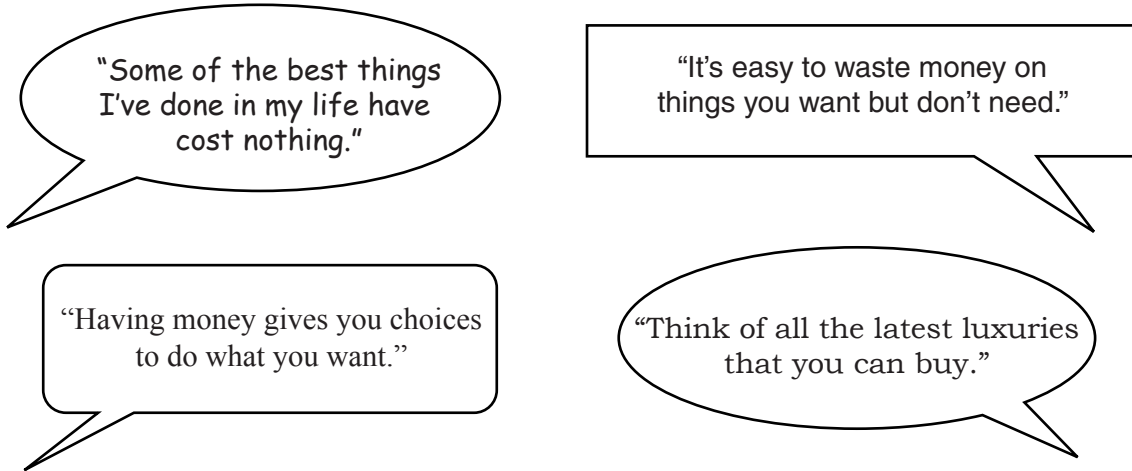 “Some of the best things
I’ve done in my life have
cost nothing.”
“It’s easy to waste money on
things you want but don’t need.”
“Having money gives you choices
to do what you want.”
“Think of all the latest luxuries
that you can buy.”